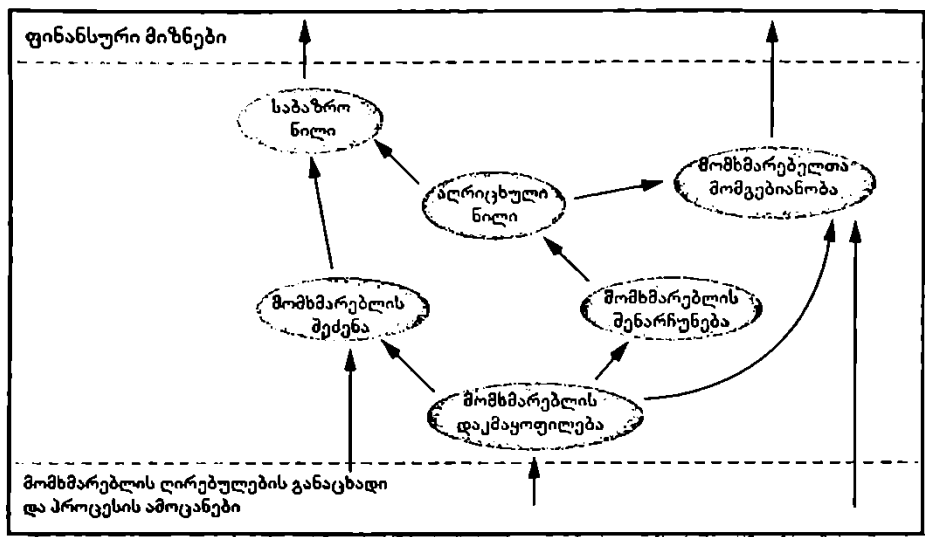 ფინანსური მიზნები
საბაზრო
წილი
მომხმარებელთა
მომგებიანობა
აღრიცხული
წილი
მომხმარებლის
შეძენა
მომხმარებლის
შენარჩუნება
მომხმარებლის
დაკმაყოფილება
მომხმარებლის ღირებულების განაცხადი
და პროცესის ამოცანები